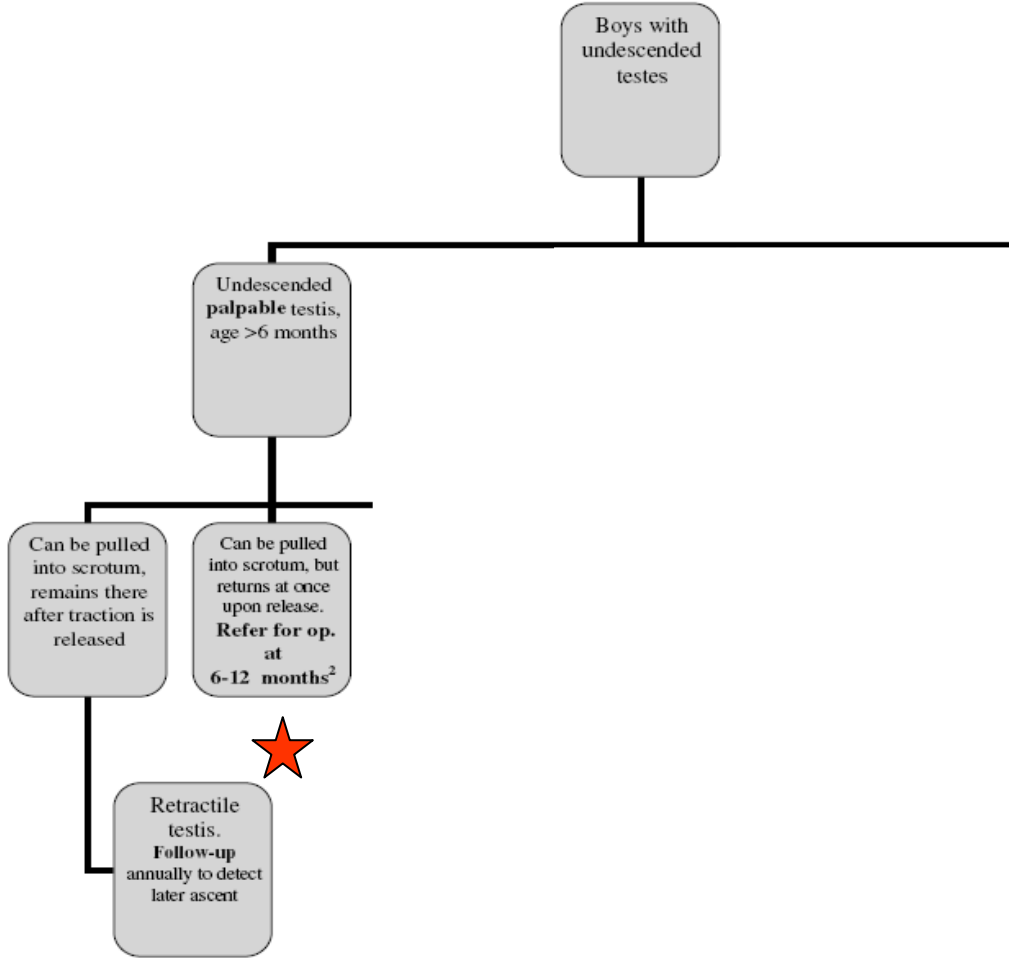 Boys with
undescended
testes
Undescended
palpable testis,
age >6 months
Can be pulled
into scrotum,
remains there
after traction is
released
Can be pulled
into scrotum, but
returns at once
upon release.
Refer for op.
at
6-12 months²
Retractile
testis.
Follow-up
annually to detect
later ascent